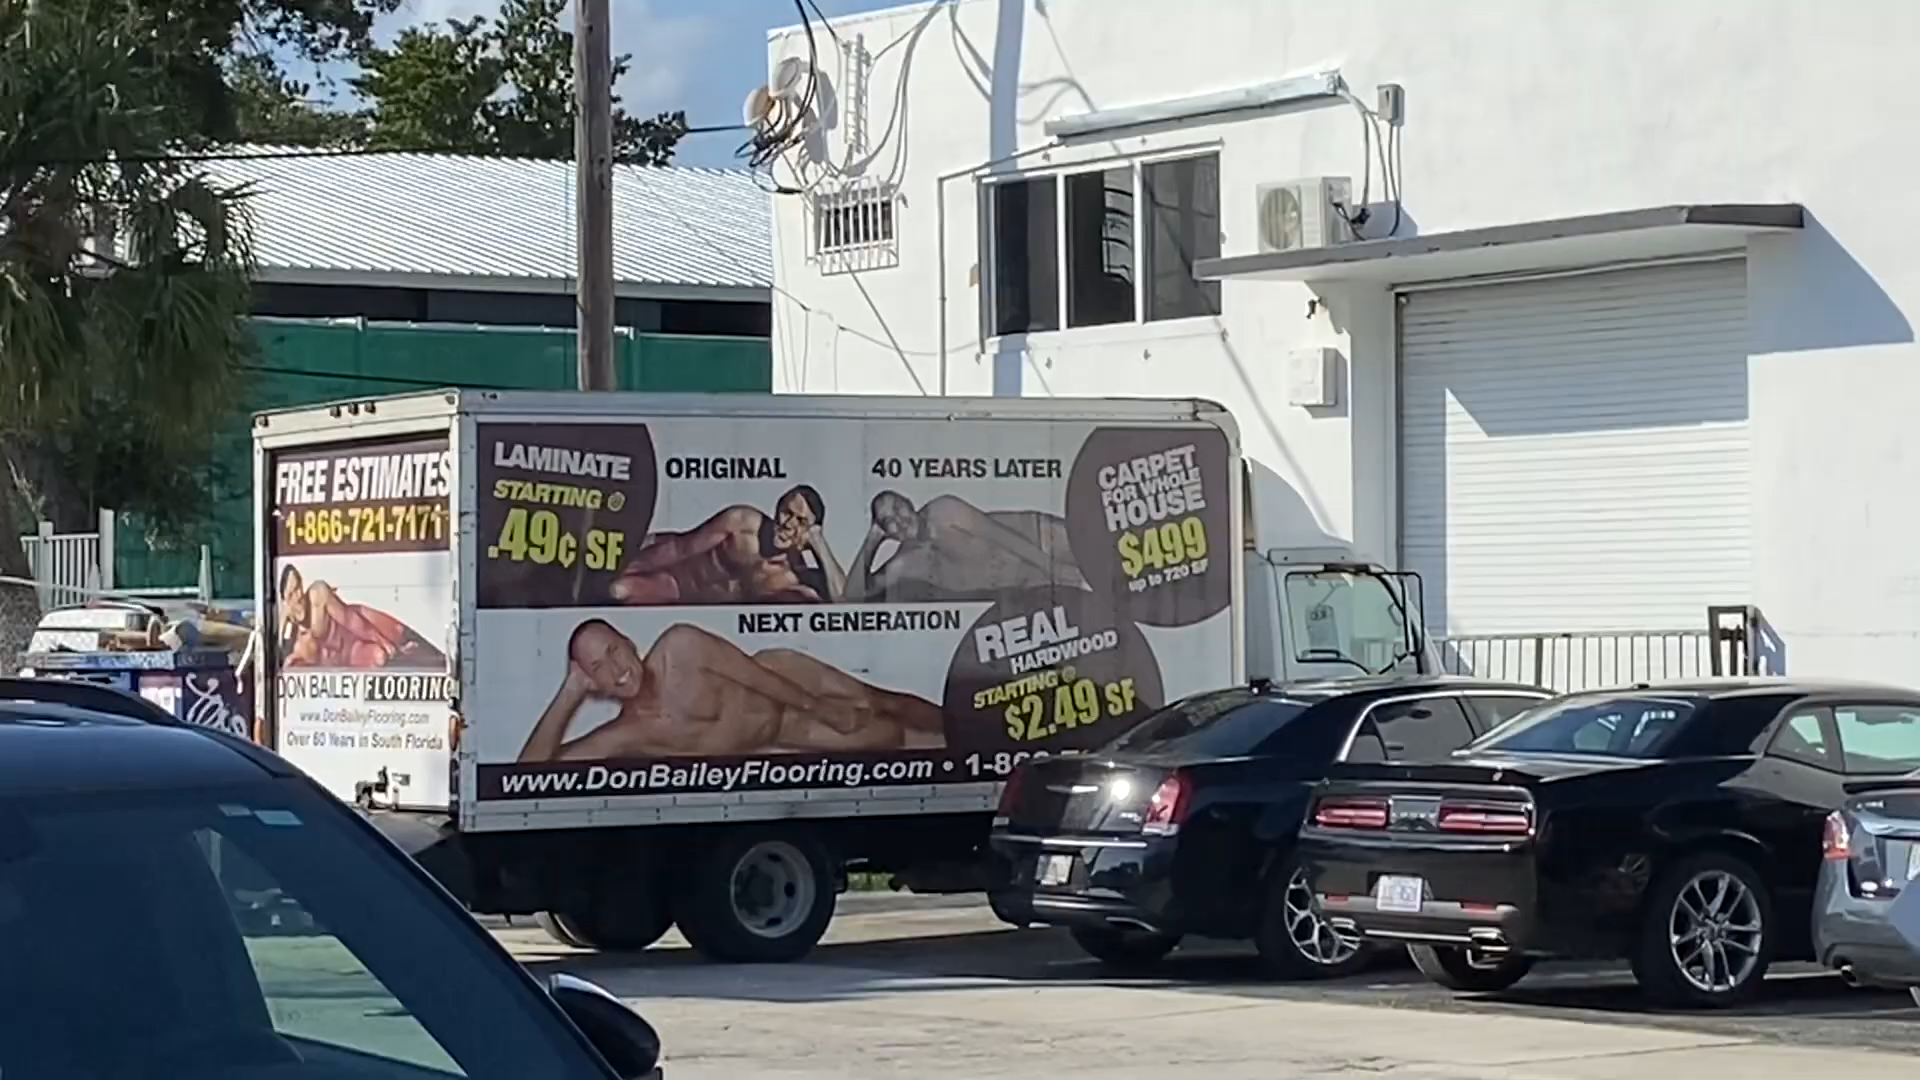 FREE ESTIMATES
1-866-721-7171
DON BAILEY FLOORING
www.DonBaileyFlooring.com
Over 60 Years in South Florida
LAMINATE
STARTING @
.49¢ SF
ORIGINAL
40 YEARS LATER
CARPET
FOR WHOLE
HOUSE
$499
up to 720 SF
NEXT GENERATION
REAL
HARDWOOD
STARTING @
$2.49 SF
www.DonBaileyFlooring.com • 1-866-7